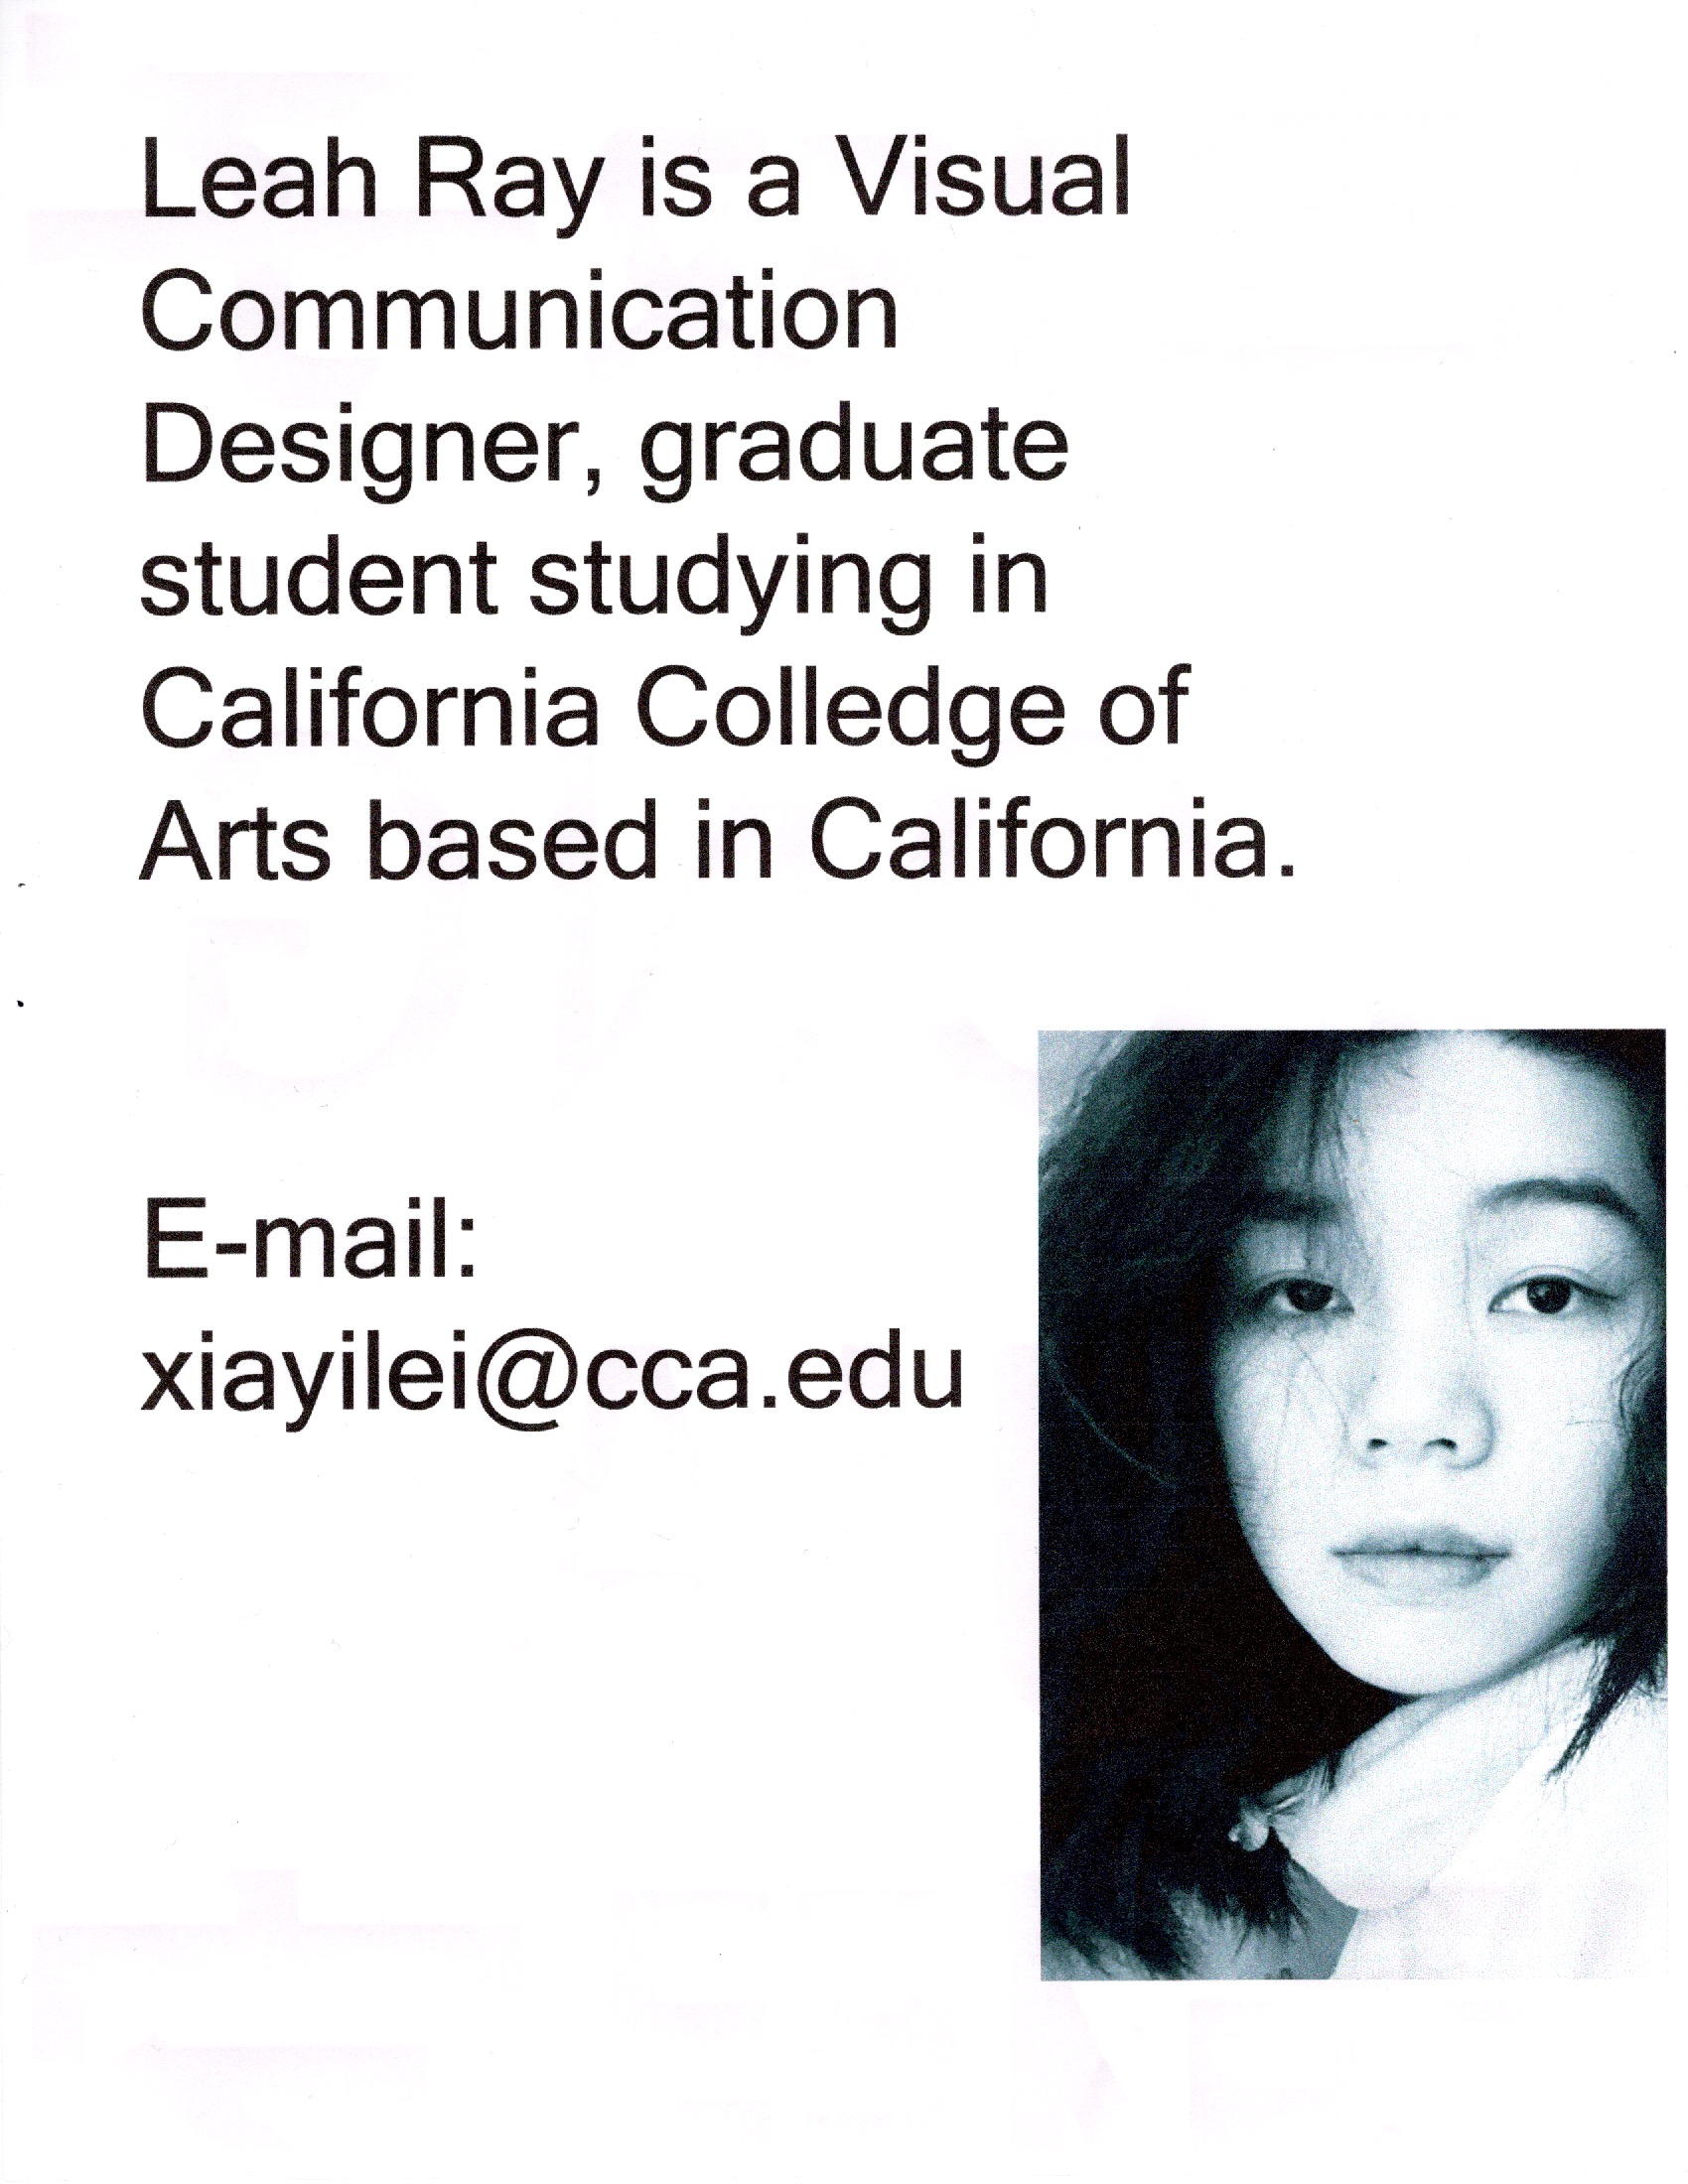 Leah Ray is a Visual
Communication
Designer, graduate
student studying in
California Colledge of
Arts based in California.
E-mail:
xiayilei@cca.edu